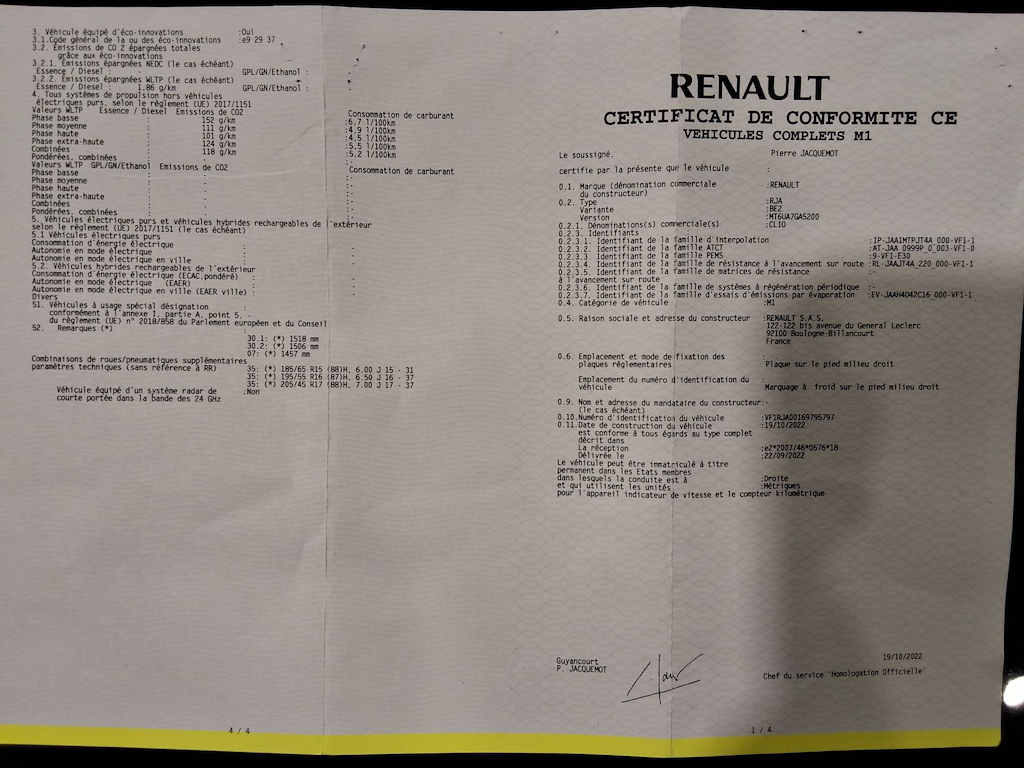 3. Véhicule équipé d'éco-innovations :Oui
3.1.Code général de la ou des éco-innovations :e9 29 37
3.2. Emissions de CO 2 épargnées totales
grâce aux éco-innovations
3.2.1. Emissions épargnées NEDC (le cas échéant)
Essence / Diesel : GPL/GN/Ethanol :
3.2.2. Emissions épargnées WLTP (le cas échéant)
Essence / Diesel : 1,86 g/km GPL/GN/Ethanol :
4. Tous systèmes de propulsion hors véhicules
électriques purs, selon le règlement (UE) 2017/1151
Valeurs WLTP Essence / Diesel Emissions de CO2 Consommation de carburant
Phase basse : 152 g/km :6.7 l/100km
Phase moyenne : 111 g/km :4.9 l/100km
Phase haute : 101 g/km :4.5 l/100km
Phase extra-haute : 124 g/km :5.5 l/100km
Combinées : 118 g/km :5.2 l/100km
Pondérées, combinées : :-
Valeurs WLTP GPL/GN/Ethanol Emissions de CO2 Consommation de carburant
Phase basse : :-
Phase moyenne : :-
Phase haute : :-
Phase extra-haute : :-
Combinées : :-
Pondérées, combinées : :-
5. Véhicules électriques purs et véhicules hybrides rechargeables de l'extérieur
selon le règlement (UE) 2017/1151 (le cas échéant)
5.1 Véhicules électriques purs
Consommation d'énergie électrique :
Autonomie en mode électrique :
Autonomie en mode électrique en ville :
5.2. Véhicules hybrides rechargeables de l'extérieur
Consommation d'énergie électrique (ECAC,pondéré) :
Autonomie en mode électrique (EAER) :
Autonomie en mode électrique en ville (EAER ville) :
Divers
51. Véhicules à usage spécial désignation
conformément à l'annexe I, partie A, point 5. -
du règlement (UE) n° 2018/858 du Parlement européen et du Conseil
52. Remarques (*)
30.1: (*) 1518 mm
30.2: (*) 1506 mm
07: (*) 1457 mm
Combinaisons de roues/pneumatiques supplémentaires
paramètres techniques (sans référence à RR)
35: (*) 185/65 R15 (88)H, 6.00 J 15 - 31
35: (*) 195/55 R16 (87)H, 6.50 J 16 - 37
35: (*) 205/45 R17 (88)H, 7.00 J 17 - 37
Véhicule équipé d'un système radar de :Non
courte portée dans la bande des 24 GHz
4 / 4
RENAULT
CERTIFICAT DE CONFORMITE CE
VEHICULES COMPLETS M1
Le soussigné, Pierre JACQUEMOT
certifie par la présente que le véhicule :
0.1. Marque (dénomination commerciale :RENAULT
du constructeur)
0.2. Type :RJA
Variante :BE2
Version :MT6UA7GA5200
0.2.1. Dénominations(s) commerciale(s) :CLIO
0.2.3. Identifiants :
0.2.3.1. Identifiant de la famille d'interpolation :IP-JAA1MTPJT4A_000-VF1-1
0.2.3.2. Identifiant de la famille ATCT :AT-JAA_0999P_0_003-VF1-0
0.2.3.3. Identifiant de la famille PEMS :9-VF1-E30
0.2.3.4. Identifiant de la famille de résistance à l'avancement sur route :RL-JAAJT4A_220_000-VF1-1
0.2.3.5. Identifiant de la famille de matrices de résistance :-
à l'avancement sur route
0.2.3.6. Identifiant de la famille de systèmes à régénération périodique :-
0.2.3.7. Identifiant de la famille d'essais d'émissions par évaporation :EV-JAAH4D42C16_000-VF1-1
0.4. Catégorie de véhicule :M1
0.5. Raison sociale et adresse du constructeur :RENAULT S.A.S.
122-122 bis avenue du General Leclerc
92100 Boulogne-Billancourt
France
0.6. Emplacement et mode de fixation des :
plaques réglementaires Plaque sur le pied milieu droit
Emplacement du numéro d'identification du :
véhicule Marquage à froid sur le pied milieu droit
0.9. Nom et adresse du mandataire du constructeur:-
(le cas échéant)
0.10.Numéro d'identification du véhicule :VF1RJA00169795797
0.11.Date de construction du véhicule :19/10/2022
est conforme à tous égards au type complet
décrit dans
La réception :e2*2007/46*0676*18
Délivrée le :22/09/2022
Le véhicule peut être immatriculé à titre
permanent dans les Etats membres
dans lesquels la conduite est à :Droite
et qui utilisent les unités :Métriques
pour l'appareil indicateur de vitesse et le compteur kilométrique
Guyancourt 19/10/2022
P. JACQUEMOT Chef du service 'Homologation Officielle'
1 / 4